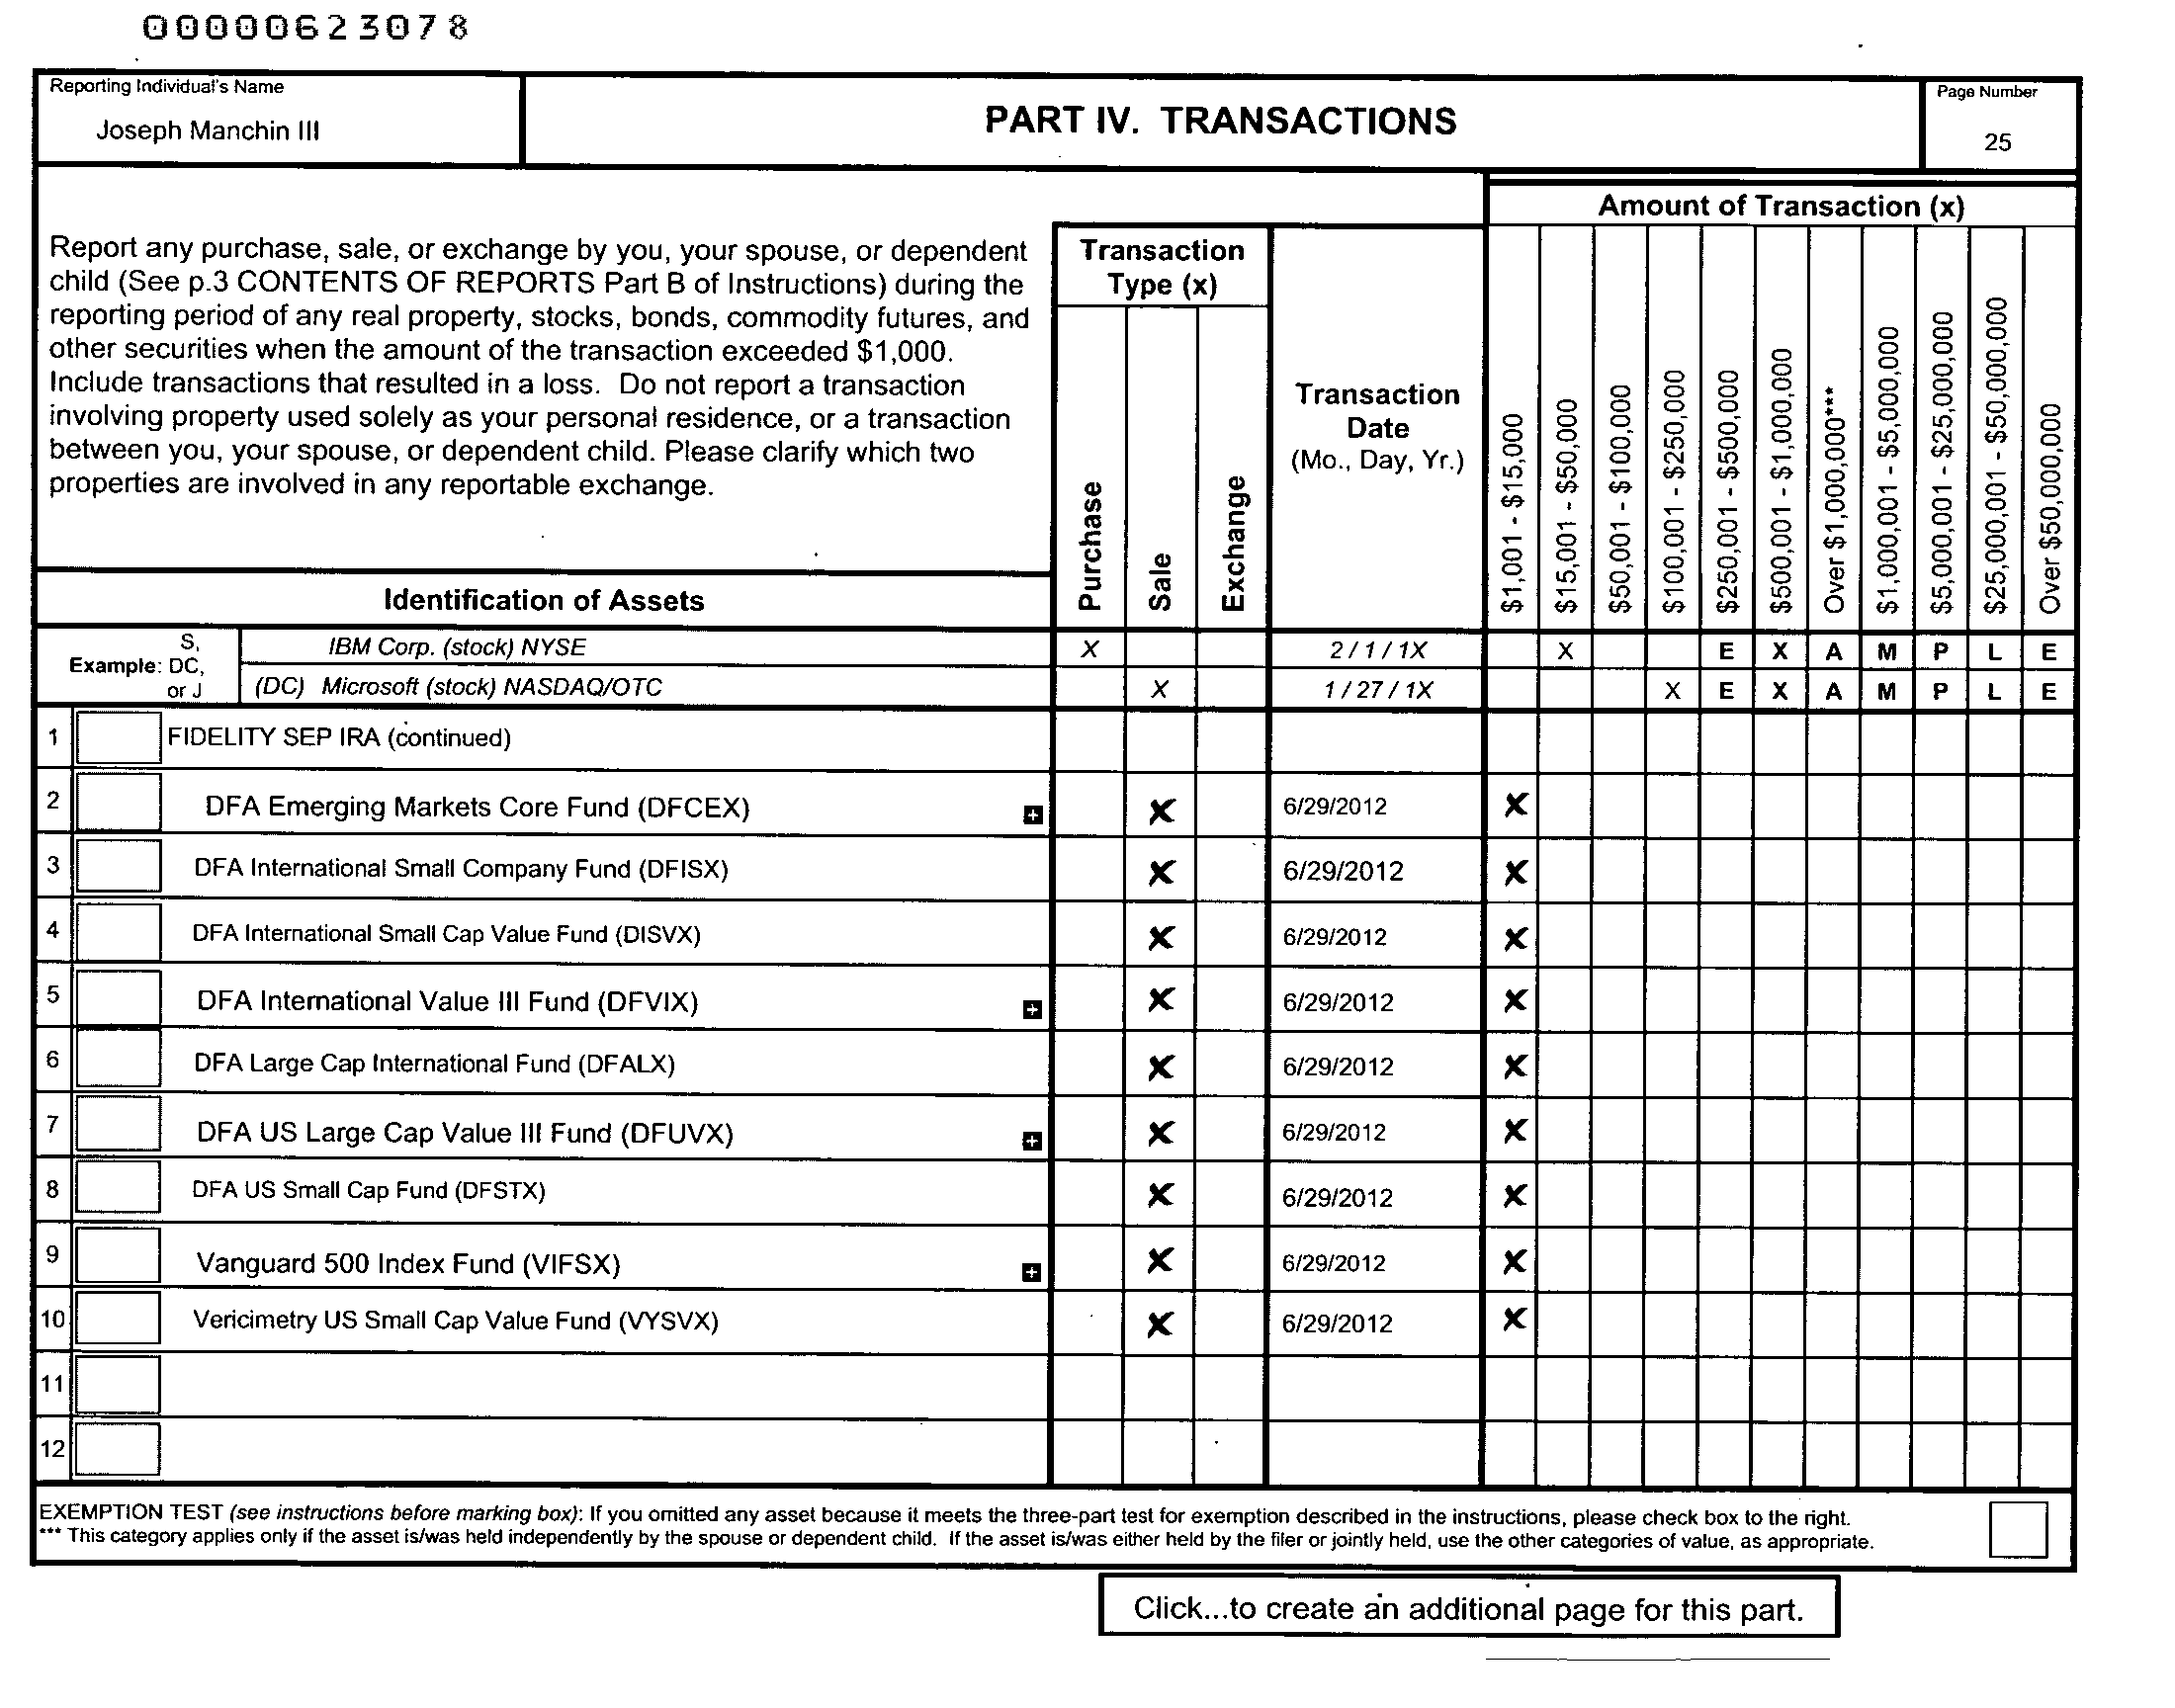 00000623078
Reporting Individual's Name
Joseph Manchin III
PART IV. TRANSACTIONS
Page Number
25
Report any purchase, sale, or exchange by you, your spouse, or dependent
child (See p.3 CONTENTS OF REPORTS Part B of Instructions) during the
reporting period of any real property, stocks, bonds, commodity futures, and
other securities when the amount of the transaction exceeded $1,000.
Include transactions that resulted in a loss. Do not report a transaction
involving property used solely as your personal residence, or a transaction
between you, your spouse, or dependent child. Please clarify which two
properties are involved in any reportable exchange.
Identification of Assets
Transaction
Type (x)
Purchase
Sale
Exchange
Transaction
Date
(Mo., Day, Yr.)
Amount of Transaction (x)
$1,001 - $15,000
$15,001 - $50,000
$50,001 - $100,000
$100,001 - $250,000
$250,001 - $500,000
$500,001 - $1,000,000
Over $1,000,000***
$1,000,001 - $5,000,000
$5,000,001 - $25,000,000
$25,000,001 - $50,000,000
Over $50,000,000
Example: S, DC, or J
IBM Corp. (stock) NYSE X 2 / 1 / 1X X E X A M P L E
(DC) Microsoft (stock) NASDAQ/OTC X 1 / 27 / 1X X E X A M P L E
1 FIDELITY SEP IRA (continued)
2 DFA Emerging Markets Core Fund (DFCEX) + X 6/29/2012 X
3 DFA International Small Company Fund (DFISX) X 6/29/2012 X
4 DFA International Small Cap Value Fund (DISVX) X 6/29/2012 X
5 DFA International Value III Fund (DFVIX) + X 6/29/2012 X
6 DFA Large Cap International Fund (DFALX) X 6/29/2012 X
7 DFA US Large Cap Value III Fund (DFUVX) + X 6/29/2012 X
8 DFA US Small Cap Fund (DFSTX) X 6/29/2012 X
9 Vanguard 500 Index Fund (VIFSX) + X 6/29/2012 X
10 Vericimetry US Small Cap Value Fund (VYSVX) X 6/29/2012 X
11
12
EXEMPTION TEST (see instructions before marking box): If you omitted any asset because it meets the three-part test for exemption described in the instructions, please check box to the right.
*** This category applies only if the asset is/was held independently by the spouse or dependent child. If the asset is/was either held by the filer or jointly held, use the other categories of value, as appropriate.
Click...to create an additional page for this part.